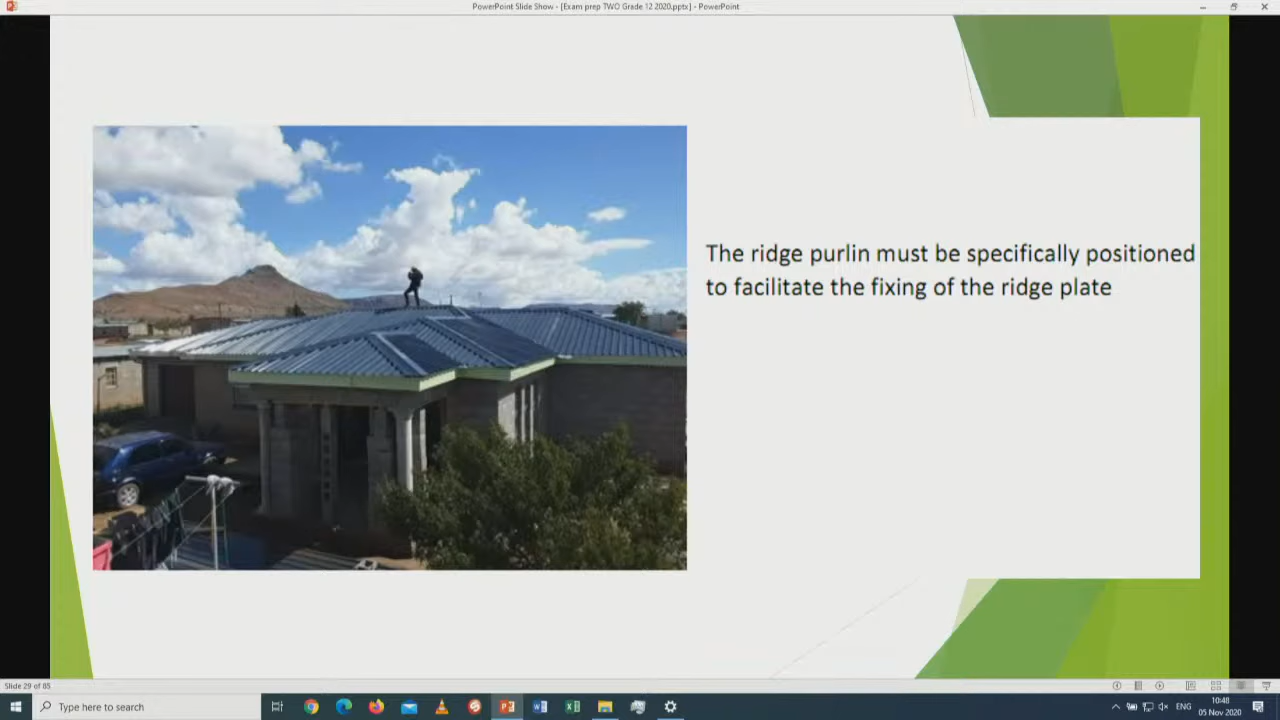 PowerPoint Slide Show - [Exam prep TWO Grade 12 2020.pptx] - PowerPoint
The ridge purlin must be specifically positioned
to facilitate the fixing of the ridge plate
Slide 29 of 85
Type here to search
ENG
10:48
05 Nov 2020